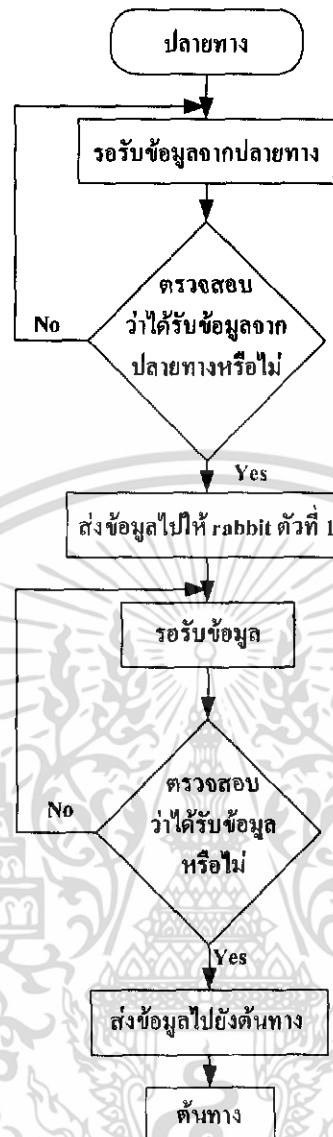 ปลายทาง
รอรับข้อมูลจากปลายทาง
ตรวจสอบ
ว่าได้รับข้อมูลจาก
ปลายทางหรือไม่
No
Yes
ส่งข้อมูลไปให้ rabbit ตัวที่ 1
รอรับข้อมูล
ตรวจสอบ
ว่าได้รับข้อมูล
หรือไม่
No
Yes
ส่งข้อมูลไปยังต้นทาง
ต้นทาง